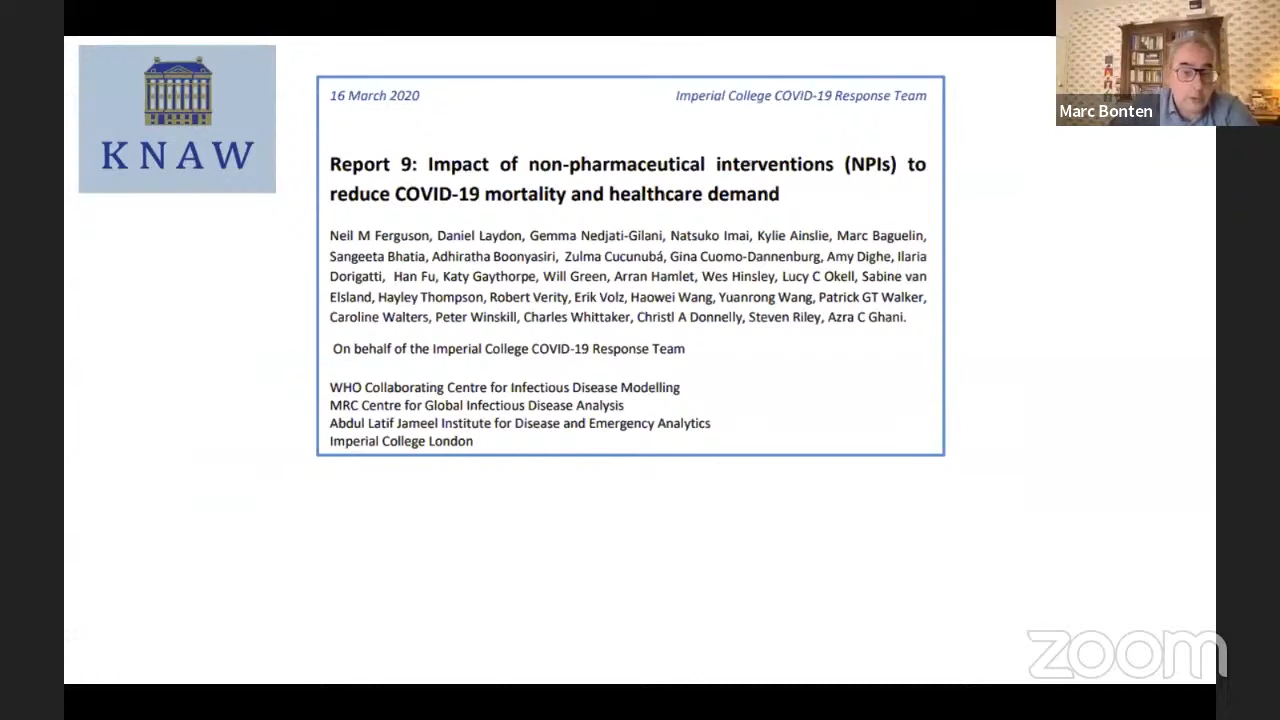 KNAW
16 March 2020 Imperial College COVID-19 Response Team
Report 9: Impact of non-pharmaceutical interventions (NPIs) to
reduce COVID-19 mortality and healthcare demand
Neil M Ferguson, Daniel Laydon, Gemma Nedjati-Gilani, Natsuko Imai, Kylie Ainslie, Marc Baguelin,
Sangeeta Bhatia, Adhiratha Boonyasiri, Zulma Cucunubá, Gina Cuomo-Dannenburg, Amy Dighe, Ilaria
Dorigatti, Han Fu, Katy Gaythorpe, Will Green, Arran Hamlet, Wes Hinsley, Lucy C Okell, Sabine van
Elsland, Hayley Thompson, Robert Verity, Erik Volz, Haowei Wang, Yuanrong Wang, Patrick GT Walker,
Caroline Walters, Peter Winskill, Charles Whittaker, Christl A Donnelly, Steven Riley, Azra C Ghani.
On behalf of the Imperial College COVID-19 Response Team
WHO Collaborating Centre for Infectious Disease Modelling
MRC Centre for Global Infectious Disease Analysis
Abdul Latif Jameel Institute for Disease and Emergency Analytics
Imperial College London
Marc Bonten
zoom